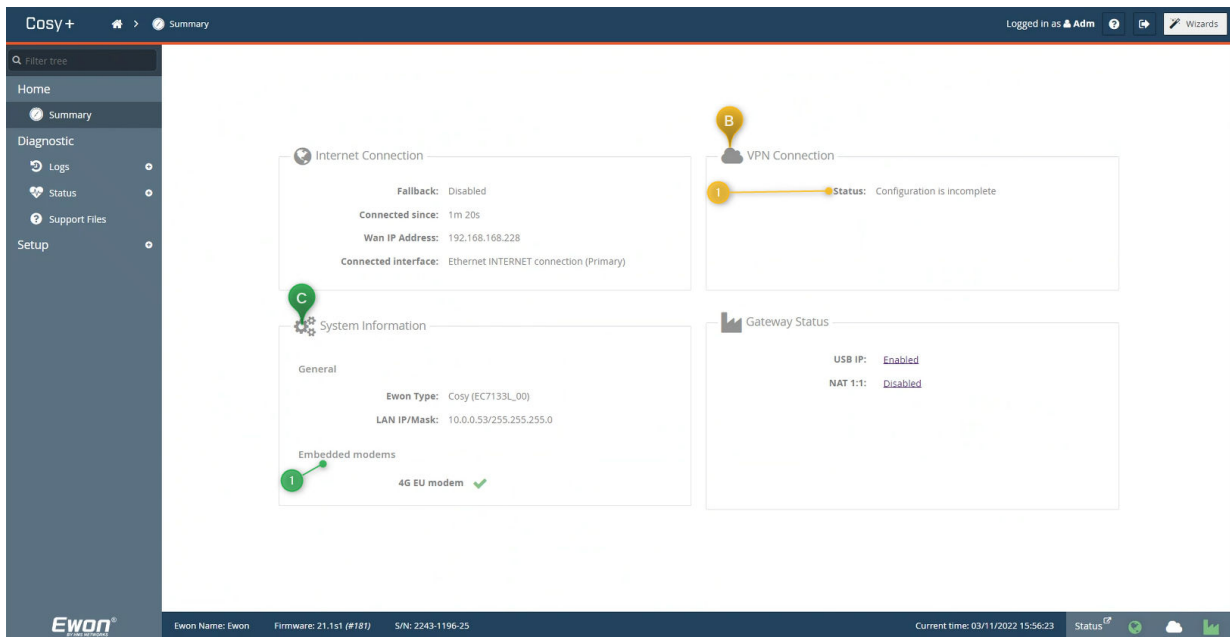 Cosy+
Summary
Logged in as Adm
Wizards
Filter tree
Home
Summary
Diagnostic
Logs
Status
Support Files
Setup
B
Internet Connection
Fallback: Disabled
Connected since: 1m 20s
Wan IP Address: 192.168.168.228
Connected interface: Ethernet INTERNET connection (Primary)
VPN Connection
1
Status: Configuration is incomplete
C
System Information
General
Ewon Type: Cosy (EC7133L_00)
LAN IP/Mask: 10.0.0.53/255.255.255.0
Embedded modems
1
4G EU modem
Gateway Status
USB IP: Enabled
NAT 1:1: Disabled
Ewon®
BY HMS NETWORKS
Ewon Name: Ewon
Firmware: 21.1s1 (#181)
S/N: 2243-1196-25
Current time: 03/11/2022 15:56:23
Status